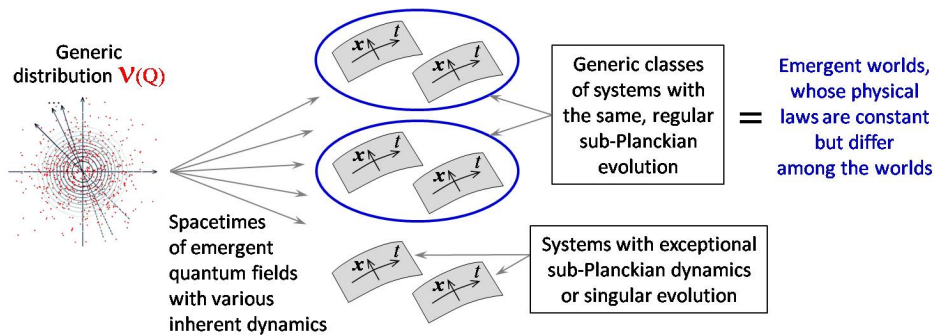 Generic
distribution ν(Q)
x t
x t
x t
x t
x t
x t
Spacetimes
of emergent
quantum fields
with various
inherent dynamics
Generic classes
of systems with
the same, regular
sub-Planckian
evolution
=
Emergent worlds,
whose physical
laws are constant
but differ
among the worlds
Systems with exceptional
sub-Planckian dynamics
or singular evolution